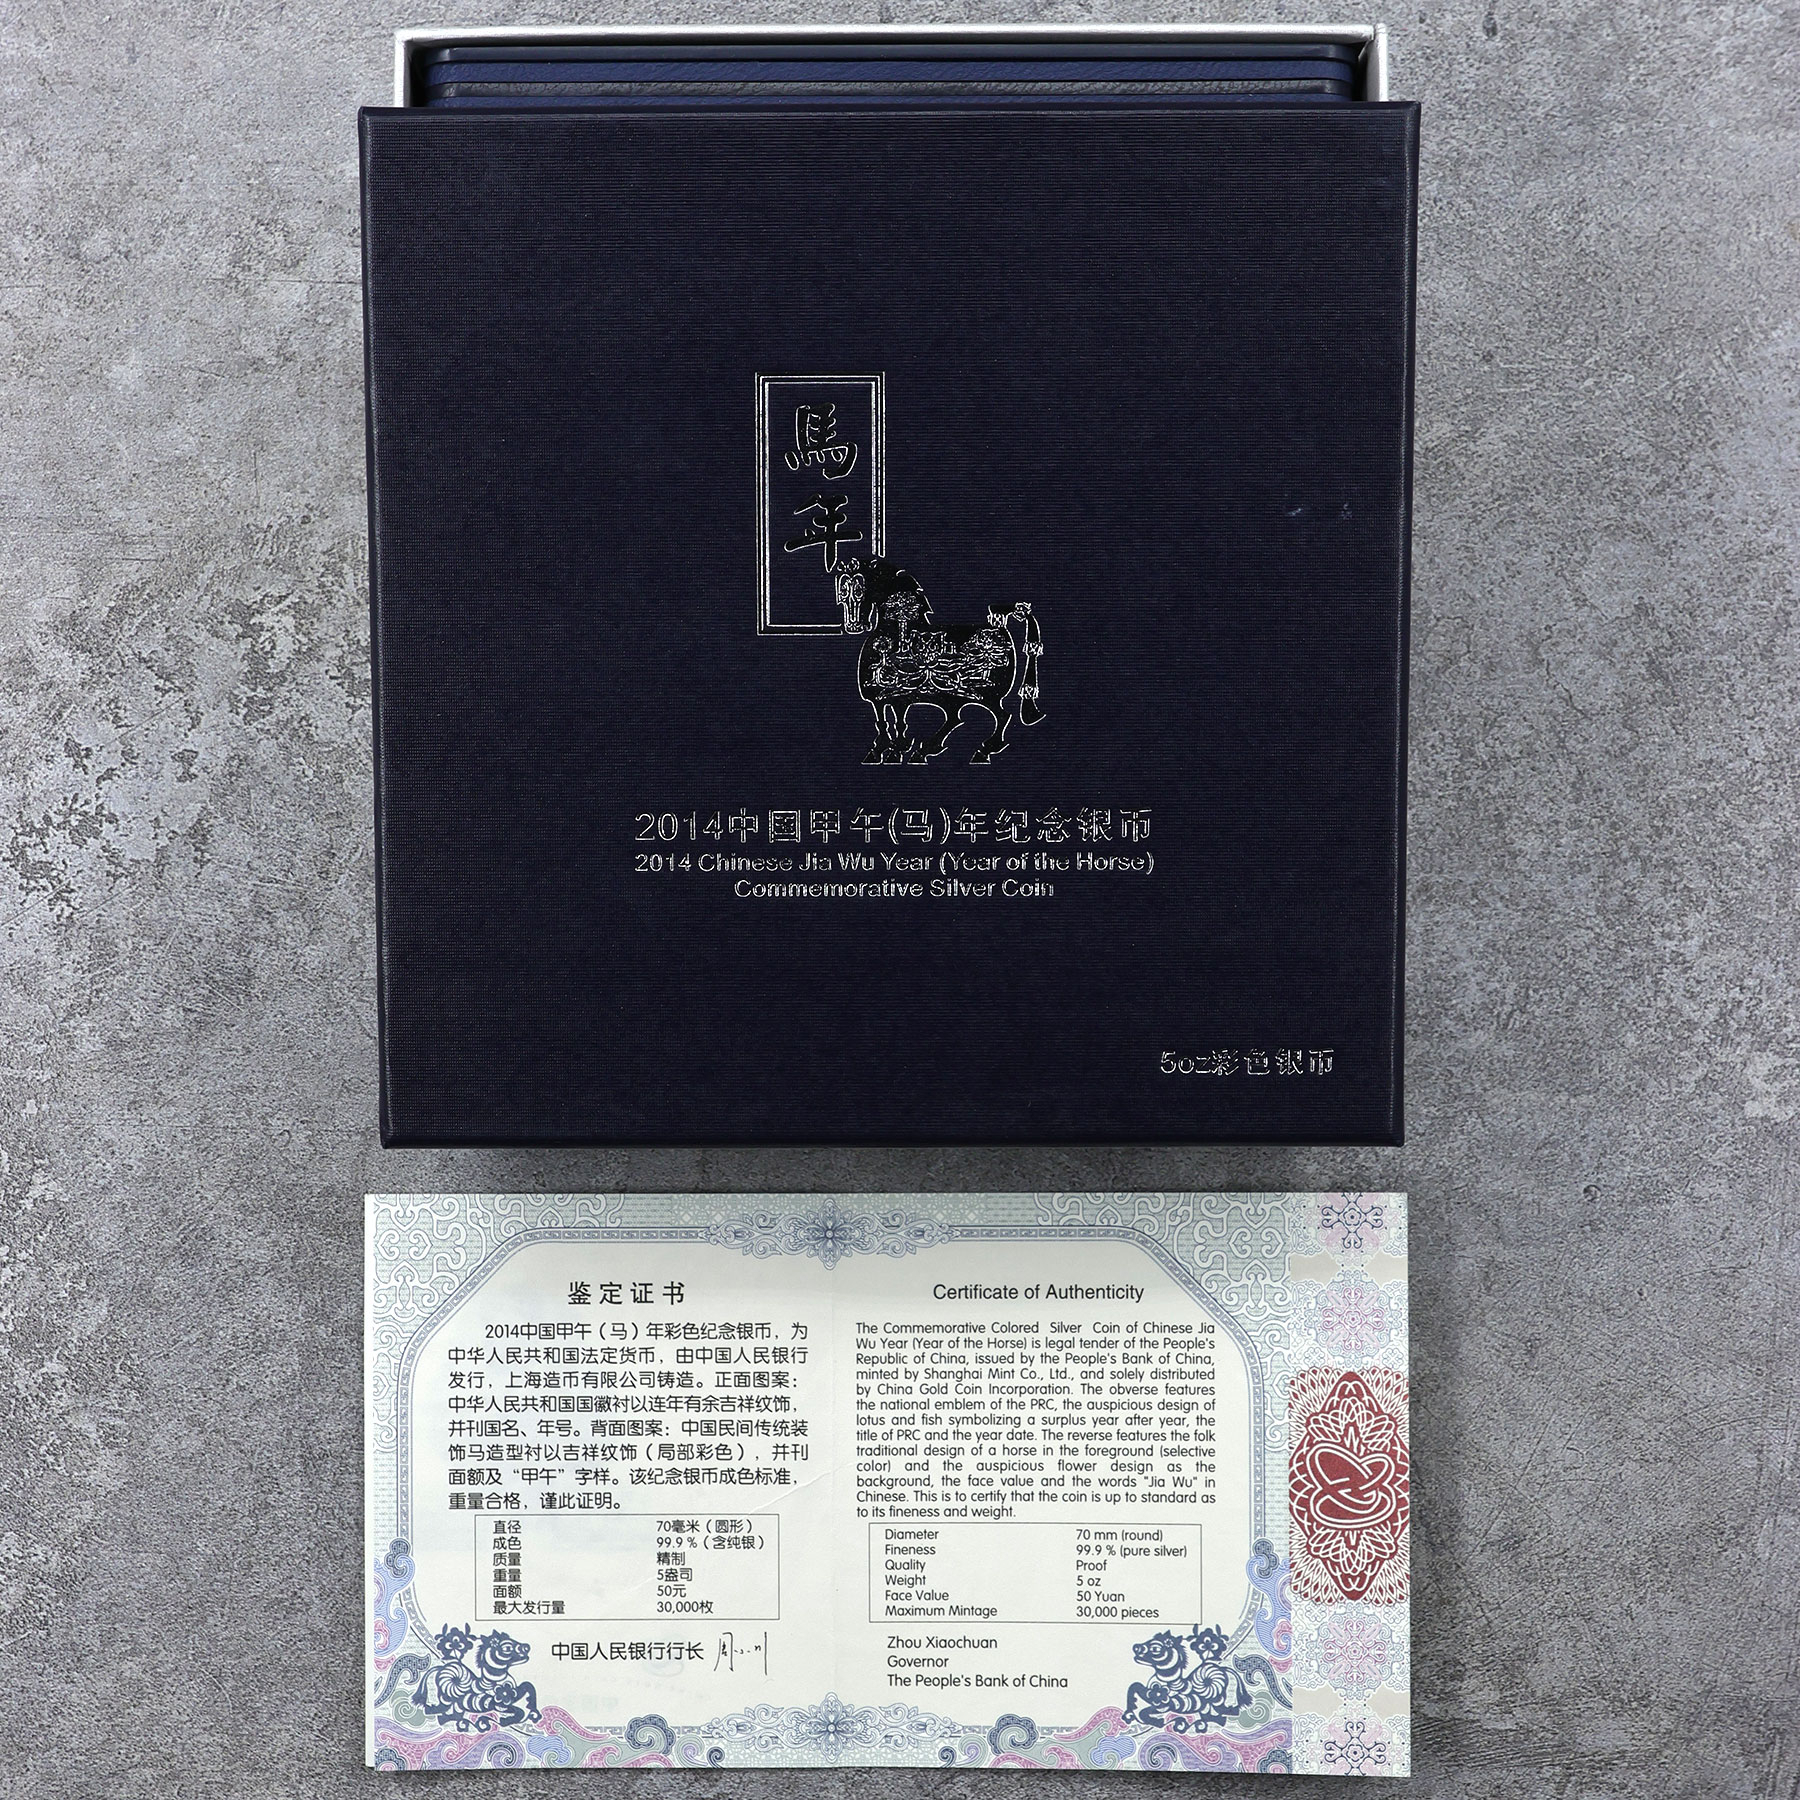 馬
年
2014中国甲午(马)年纪念银币
2014 Chinese Jia Wu Year (Year of the Horse)
Commemorative Silver Coin
5oz彩色银币
鉴定证书
2014中国甲午（马）年彩色纪念银币，为
中华人民共和国法定货币，由中国人民银行
发行，上海造币有限公司铸造。正面图案：
中华人民共和国国徽衬以连年有余吉祥纹饰，
并刊国名、年号。背面图案：中国民间传统装
饰马造型衬以吉祥纹饰（局部彩色），并刊
面额及“甲午”字样。该纪念银币成色标准，
重量合格，谨此证明。
直径 70毫米（圆形）
成色 99.9％（含纯银）
质量 精制
重量 5盎司
面额 50元
最大发行量 30,000枚
中国人民银行行长
Certificate of Authenticity
The Commemorative Colored Silver Coin of Chinese Jia
Wu Year (Year of the Horse) is legal tender of the People's
Republic of China, issued by the People's Bank of China,
minted by Shanghai Mint Co., Ltd., and solely distributed
by China Gold Coin Incorporation. The obverse features
the national emblem of the PRC, the auspicious design of
lotus and fish symbolizing a surplus year after year, the
title of PRC and the year date. The reverse features the folk
traditional design of a horse in the foreground (selective
color) and the auspicious flower design as the
background, the face value and the words "Jia Wu" in
Chinese. This is to certify that the coin is up to standard as
to its fineness and weight.
Diameter 70 mm (round)
Fineness 99.9 % (pure silver)
Quality Proof
Weight 5 oz
Face Value 50 Yuan
Maximum Mintage 30,000 pieces
Zhou Xiaochuan
Governor
The People's Bank of China